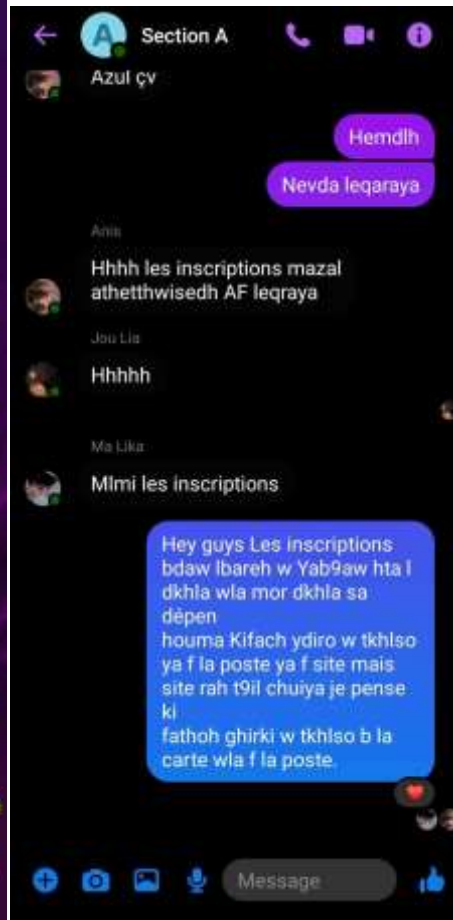 A
Section A
Azul çv
Hemdlh
Nevda leqaraya
Anis
Hhhh les inscriptions mazal
athetthwisedh AF leqraya
Jou Lia
Hhhhh
Ma Lika
Mlmi les inscriptions
Hey guys Les inscriptions
bdaw lbareh w Yab9aw hta l
dkhla wla mor dkhla sa
dépen
houma Kifach ydiro w tkhlso
ya f la poste ya f site mais
site rah t9il chuiya je pense
ki
fathoh ghirki w tkhlso b la
carte wla f la poste.
Message